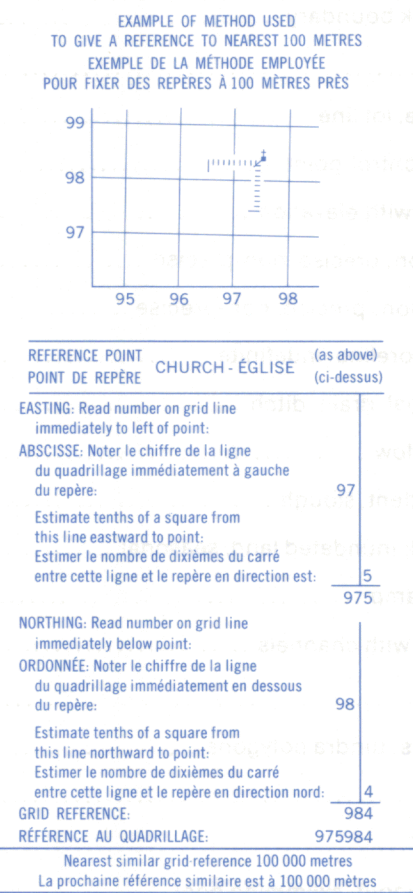 EXAMPLE OF METHOD USED
TO GIVE A REFERENCE TO NEAREST 100 METRES
EXEMPLE DE LA MÉTHODE EMPLOYÉE
POUR FIXER DES REPÈRES À 100 MÈTRES PRÈS
99
98
97
95 96 97 98
REFERENCE POINT
POINT DE REPÈRE
CHURCH - ÉGLISE
(as above)
(ci-dessus)
EASTING: Read number on grid line
immediately to left of point:
ABSCISSE: Noter le chiffre de la ligne
du quadrillage immédiatement à gauche
du repère: 97
Estimate tenths of a square from
this line eastward to point:
Estimer le nombre de dixièmes du carré
entre cette ligne et le repère en direction est: 5
975
NORTHING: Read number on grid line
immediately below point:
ORDONNÉE: Noter le chiffre de la ligne
du quadrillage immédiatement en dessous
du repère: 98
Estimate tenths of a square from
this line northward to point:
Estimer le nombre de dixièmes du carré
entre cette ligne et le repère en direction nord: 4
GRID REFERENCE: 984
RÉFÉRENCE AU QUADRILLAGE: 975984
Nearest similar grid-reference 100 000 metres
La prochaine référence similaire est à 100 000 mètres